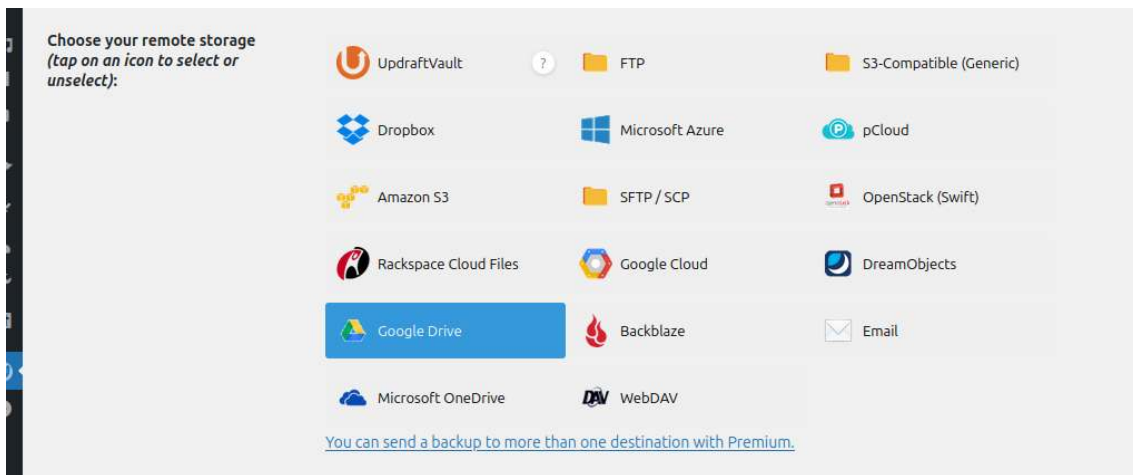 Choose your remote storage
(tap on an icon to select or
unselect):
UpdraftVault ? FTP S3-Compatible (Generic)
Dropbox Microsoft Azure pCloud
Amazon S3 SFTP / SCP OpenStack (Swift)
Rackspace Cloud Files Google Cloud DreamObjects
Google Drive Backblaze Email
Microsoft OneDrive DAV WebDAV
You can send a backup to more than one destination with Premium.